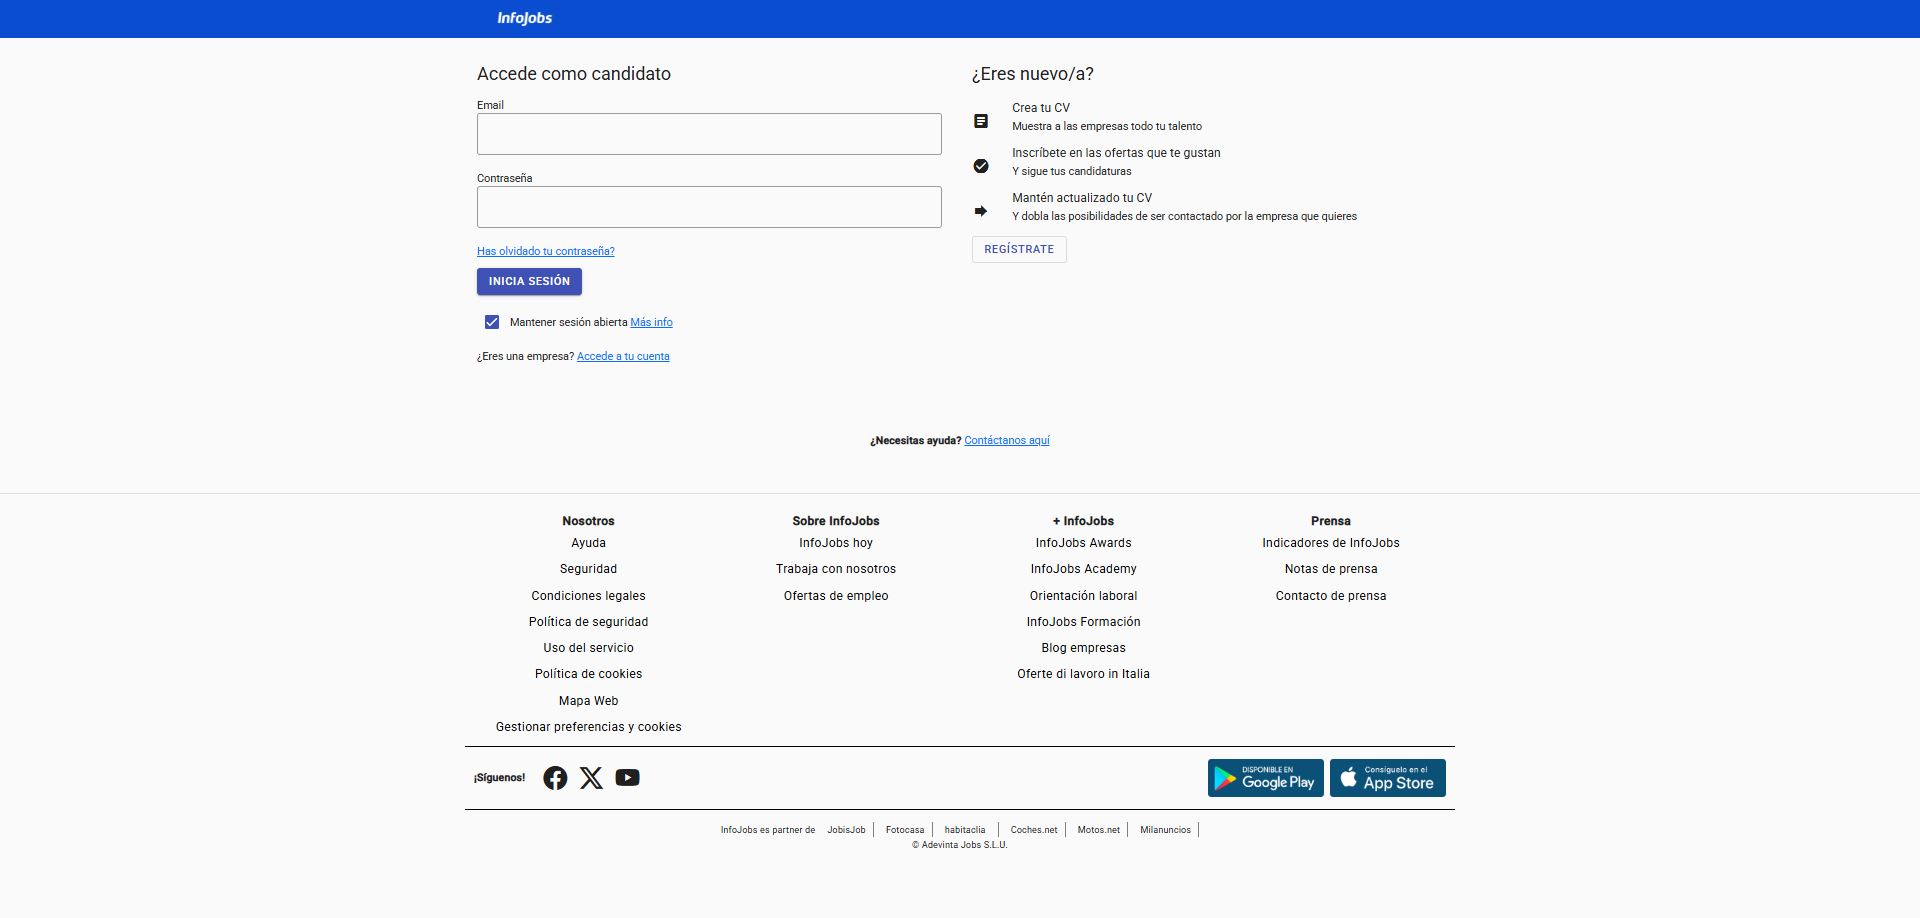 InfoJobs
Accede como candidato
Email
Contraseña
Has olvidado tu contraseña?
INICIA SESIÓN
Mantener sesión abierta Más info
¿Eres una empresa? Accede a tu cuenta
¿Eres nuevo/a?
Crea tu CV
Muestra a las empresas todo tu talento
Inscríbete en las ofertas que te gustan
Y sigue tus candidaturas
Mantén actualizado tu CV
Y dobla las posibilidades de ser contactado por la empresa que quieres
REGÍSTRATE
¿Necesitas ayuda? Contáctanos aquí
Nosotros
Ayuda
Seguridad
Condiciones legales
Política de seguridad
Uso del servicio
Política de cookies
Mapa Web
Gestionar preferencias y cookies
Sobre InfoJobs
InfoJobs hoy
Trabaja con nosotros
Ofertas de empleo
+ InfoJobs
InfoJobs Awards
InfoJobs Academy
Orientación laboral
InfoJobs Formación
Blog empresas
Oferte di lavoro in Italia
Prensa
Indicadores de InfoJobs
Notas de prensa
Contacto de prensa
¡Síguenos!
DISPONIBLE EN
Google Play
Consíguelo en el
App Store
InfoJobs es partner de JobisJob Fotocasa habitaclia Coches.net Motos.net Milanuncios
© Adevinta Jobs S.L.U.